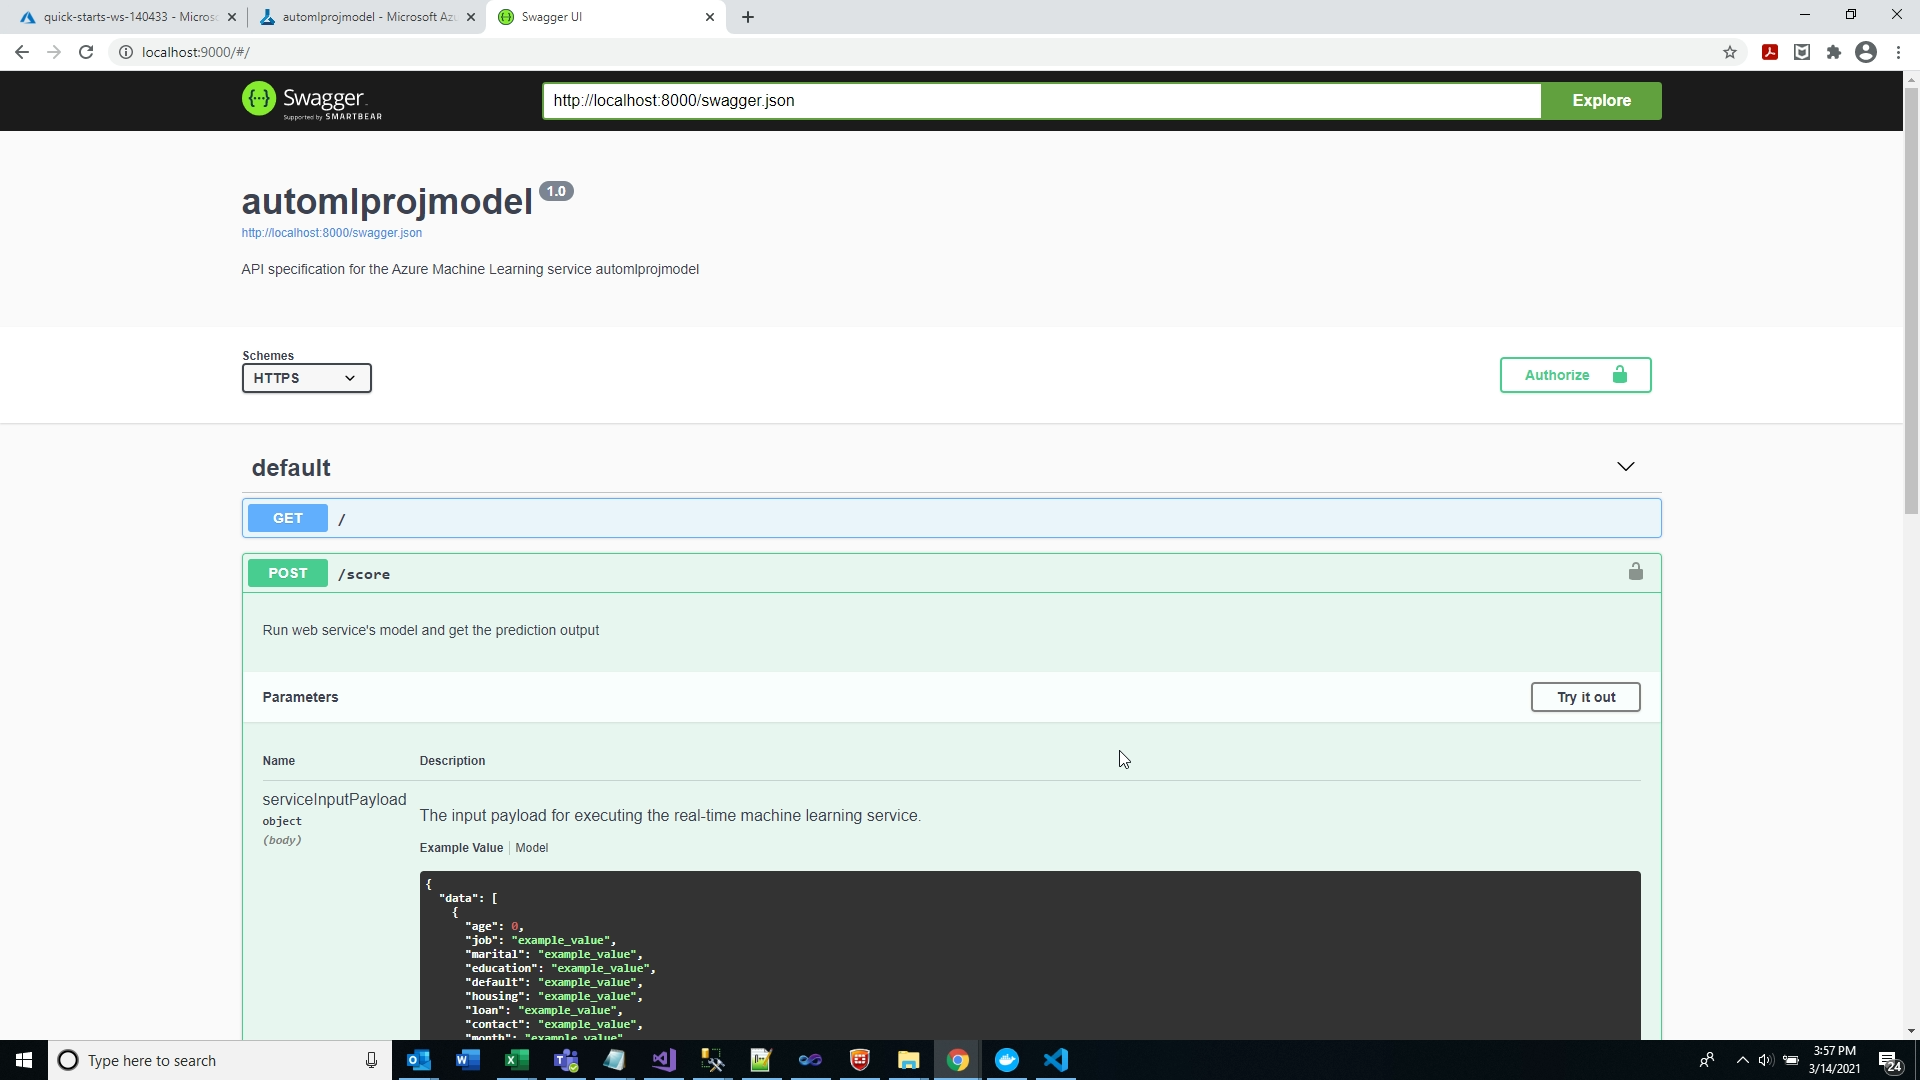 quick-starts-ws-140433 - Micros
automlprojmodel - Microsoft Az
Swagger UI
localhost:9000/#/
Swagger
Supported by SMARTBEAR
http://localhost:8000/swagger.json
Explore
automlprojmodel 1.0
http://localhost:8000/swagger.json
API specification for the Azure Machine Learning service automlprojmodel
Schemes
HTTPS
Authorize
default
GET /
POST /score
Run web service's model and get the prediction output
Parameters
Try it out
Name Description
serviceInputPayload
object
(body)
The input payload for executing the real-time machine learning service.
Example Value Model
{
"data": [
{
"age": 0,
"job": "example_value",
"marital": "example_value",
"education": "example_value",
"default": "example_value",
"housing": "example_value",
"loan": "example_value",
"contact": "example_value",
"month": "example_value"
Type here to search
3:57 PM
3/14/2021
24